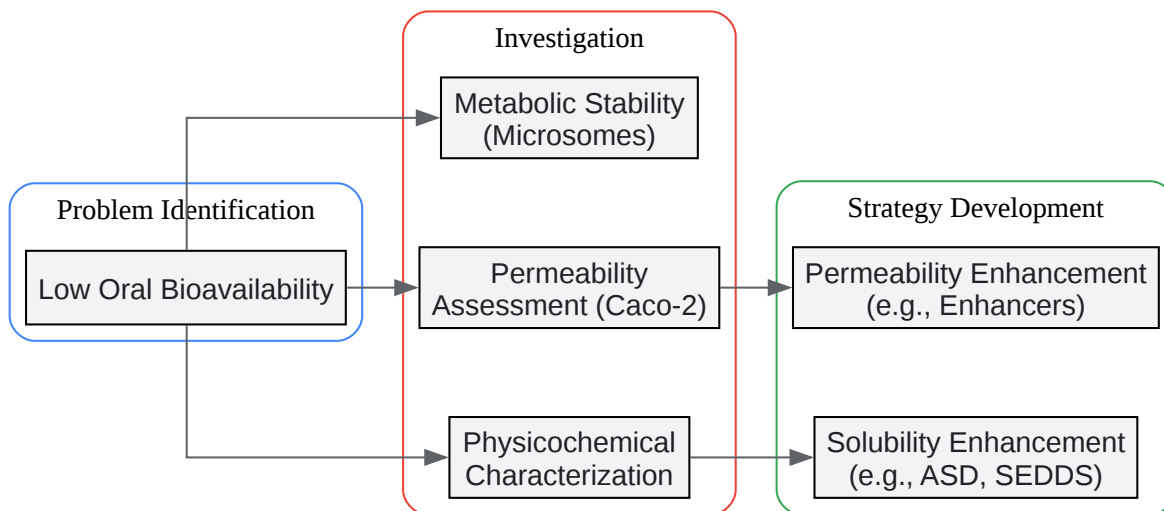 Investigation
Metabolic Stability
(Microsomes)
Problem Identification
Low Oral Bioavailability
Permeability
Assessment (Caco-2)
Strategy Development
Permeability Enhancement
(e.g., Enhancers)
Physicochemical
Characterization
Solubility Enhancement
(e.g., ASD, SEDDS)